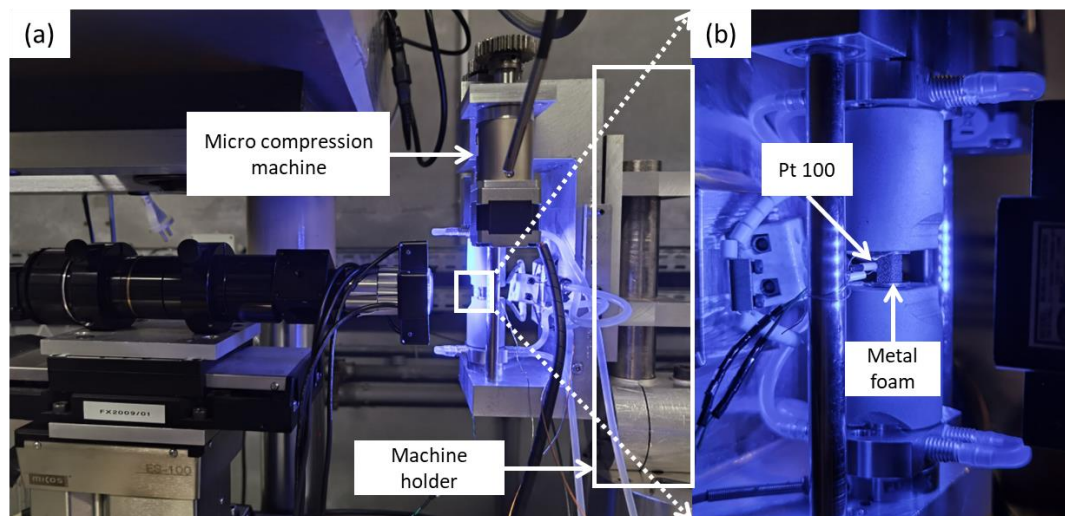 (a)
(b)
Micro compression
machine
Pt 100
Metal
foam
FX2009/01
ES-100
micos
Machine
holder